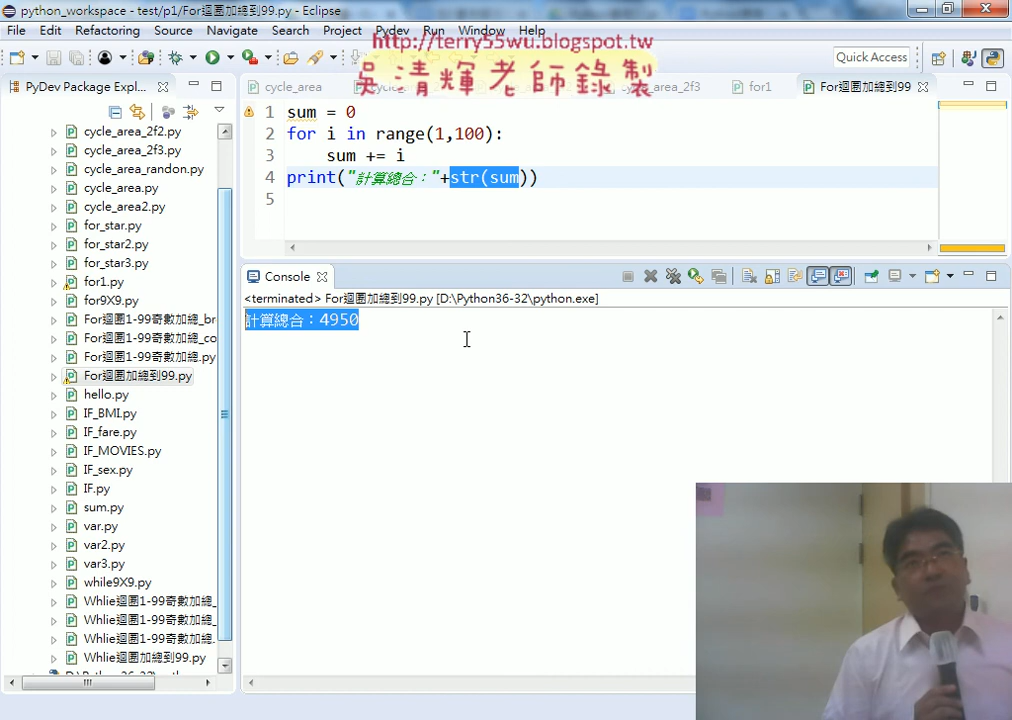 python_workspace - test/p1/For迴圈加總到99.py - Eclipse
File Edit Refactoring Source Navigate Search Project Pydev Run Window Help
http://terry55wu.blogspot.tw
吳清輝老師錄製
Quick Access
PyDev Package Expl...
cycle_area
cycle_area_2f3
for1
For迴圈加總到99
cycle_area_2f2.py
cycle_area_2f3.py
cycle_area_randon.py
cycle_area.py
cycle_area2.py
for_star.py
for_star2.py
for_star3.py
for1.py
for9X9.py
For迴圈1-99奇數加總_br
For迴圈1-99奇數加總_co
For迴圈1-99奇數加總.py
For迴圈加總到99.py
hello.py
IF_BMI.py
IF_fare.py
IF_MOVIES.py
IF_sex.py
IF.py
sum.py
var.py
var2.py
var3.py
while9X9.py
Whlie迴圈1-99奇數加總_
Whlie迴圈1-99奇數加總_
Whlie迴圈1-99奇數加總.
Whlie迴圈加總到99.py
1 sum = 0
2 for i in range(1,100):
3     sum += i
4 print("計算總合："+str(sum))
5
Console
<terminated> For迴圈加總到99.py [D:\Python36-32\python.exe]
計算總合：4950